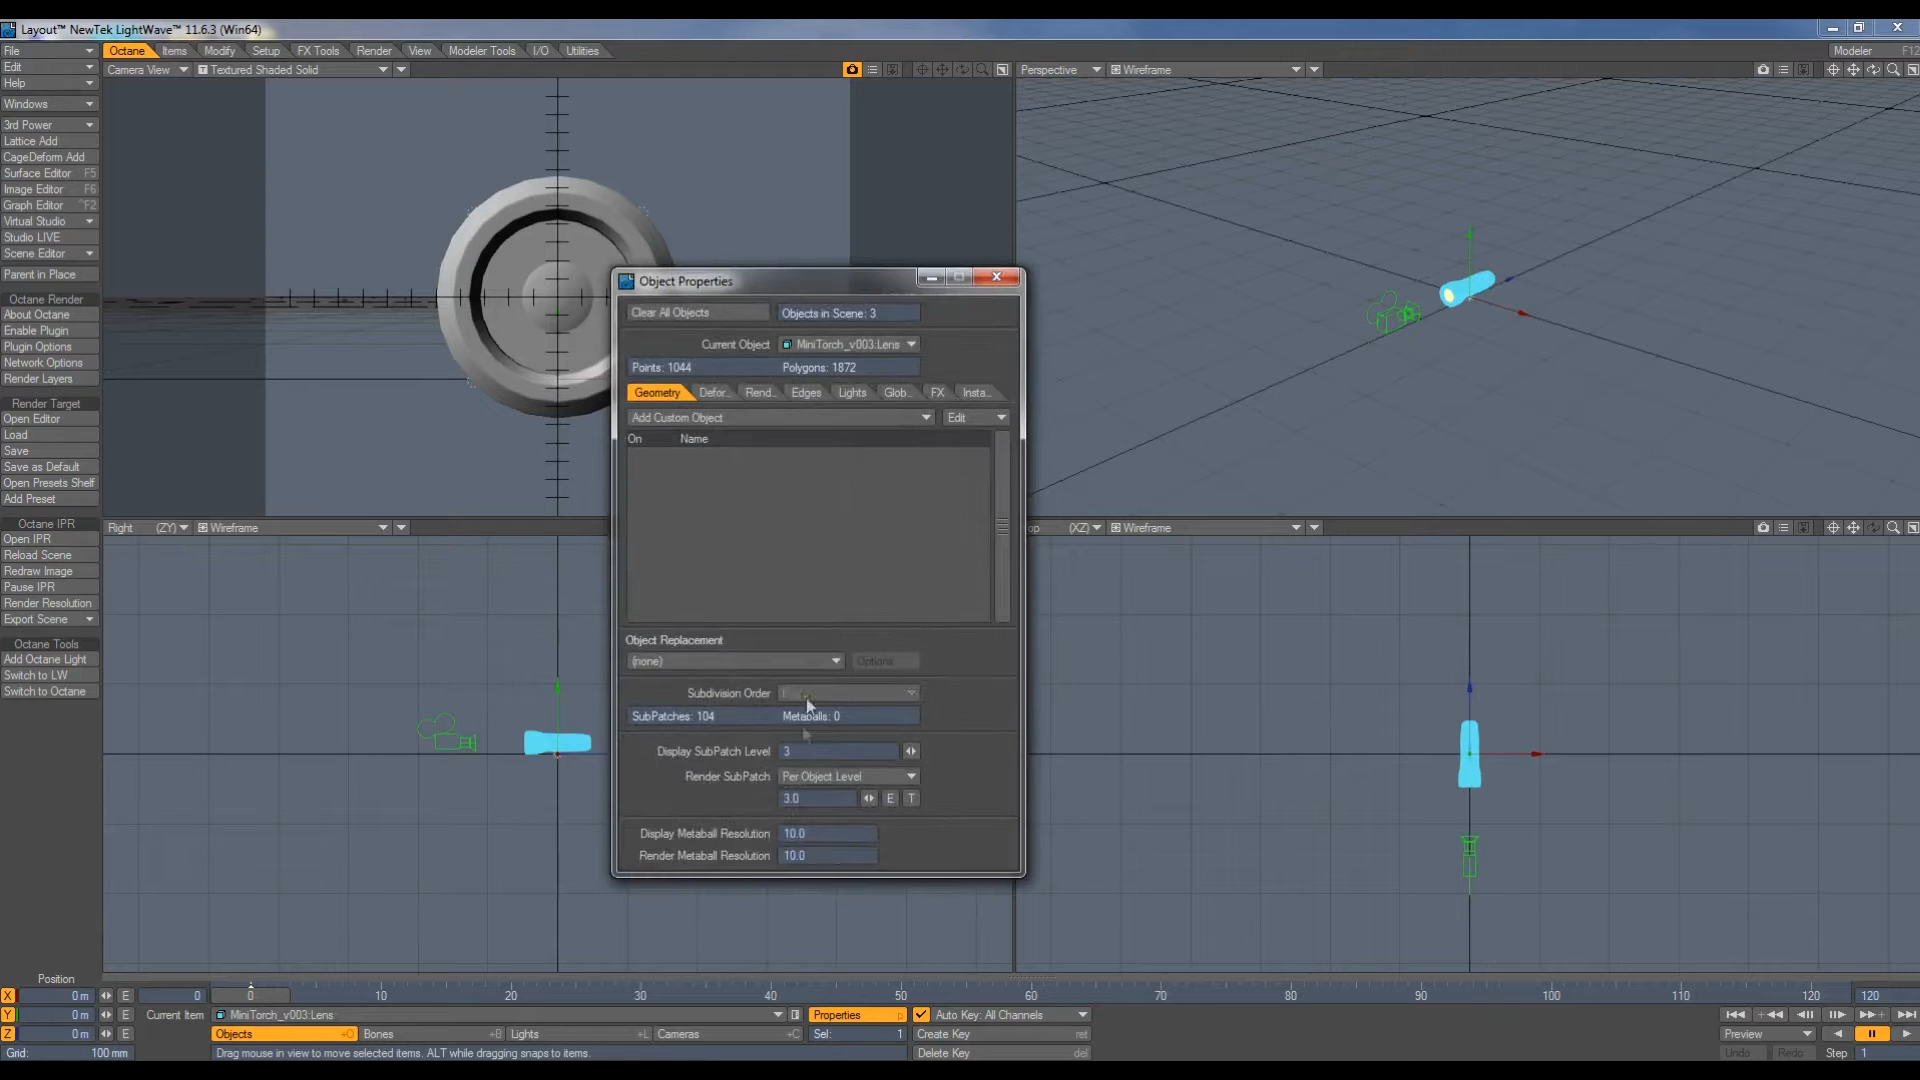 Layout™ NewTek LightWave™ 11.6.3 (Win64)
File
Octane Items Modify Setup FX Tools Render View Modeler Tools I/O Utilities
Modeler F12
Edit
Help
Windows
3rd Power
Lattice Add
CageDeform Add
Surface Editor F5
Image Editor F6
Graph Editor ^F2
Virtual Studio
Studio LIVE
Scene Editor
Parent in Place
Octane Render
About Octane
Enable Plugin
Plugin Options
Network Options
Render Layers
Render Target
Open Editor
Load
Save
Save as Default
Open Presets Shelf
Add Preset
Octane IPR
Open IPR
Reload Scene
Redraw Image
Pause IPR
Render Resolution
Export Scene
Octane Tools
Add Octane Light
Switch to LW
Switch to Octane
Camera View Textured Shaded Solid
Perspective Wireframe
Right (ZY) Wireframe
op (XZ) Wireframe
Object Properties
Clear All Objects Objects in Scene: 3
Current Object MiniTorch_v003:Lens
Points: 1044 Polygons: 1872
Geometry Defor... Rend... Edges Lights Glob... FX Insta...
Add Custom Object Edit
On Name
Object Replacement
(none) Options
Subdivision Order
SubPatches: 104 Metaballs: 0
Display SubPatch Level 3
Render SubPatch Per Object Level
3.0 E T
Display Metaball Resolution 10.0
Render Metaball Resolution 10.0
Position
X 0 m E 0 0 10 20 30 40 50 60 70 80 90 100 110 120 120
Y 0 m E Current Item MiniTorch_v003:Lens Properties p Auto Key: All Channels
Z 0 m E Objects +O Bones +B Lights +L Cameras +C Sel: 1 Create Key ret Preview
Grid: 100 mm Drag mouse in view to move selected items. ALT while dragging snaps to items. Delete Key del Undo Redo Step 1